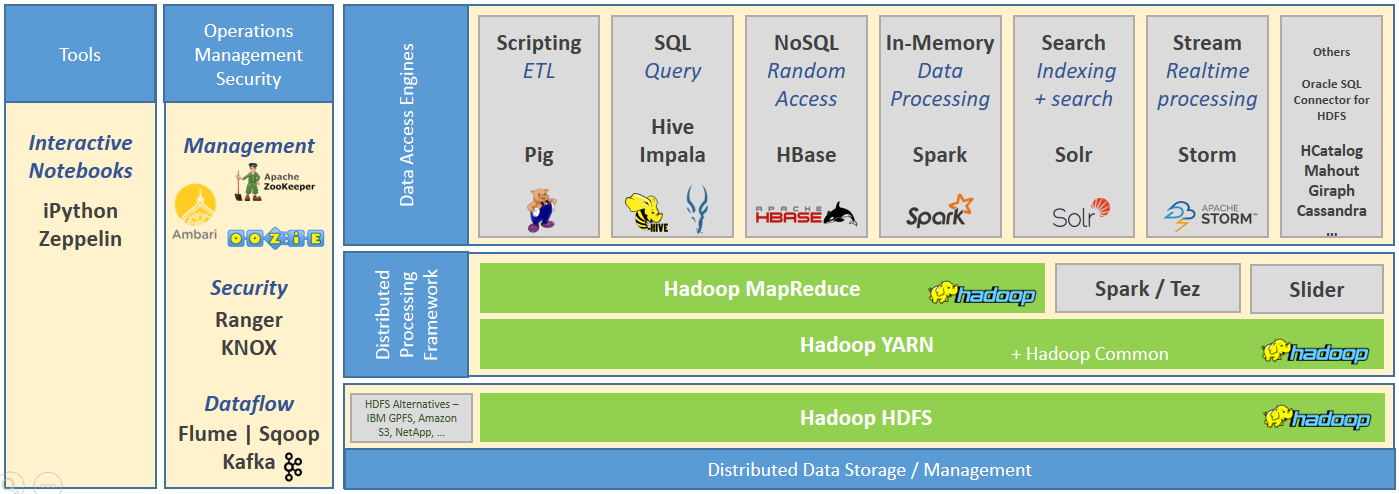 Tools
Interactive
Notebooks
iPython
Zeppelin
Operations
Management
Security
Management
Apache
ZooKeeper
Ambari
OOZiE
Security
Ranger
KNOX
Dataflow
Flume | Sqoop
Kafka
Data Access Engines
Scripting
ETL
Pig
SQL
Query
Hive
Impala
HIVE
NoSQL
Random
Access
HBase
APACHE
HBASE
In-Memory
Data
Processing
Spark
Spark
Search
Indexing
+ search
Solr
Solr
Stream
Realtime
processing
Storm
APACHE
STORM™
Others
Oracle SQL
Connector for
HDFS
HCatalog
Mahout
Giraph
Cassandra
...
Distributed
Processing
Framework
Hadoop MapReduce
hadoop
Spark / Tez
Slider
Hadoop YARN
+ Hadoop Common
hadoop
HDFS Alternatives –
IBM GPFS, Amazon
S3, NetApp, ...
Hadoop HDFS
hadoop
Distributed Data Storage / Management